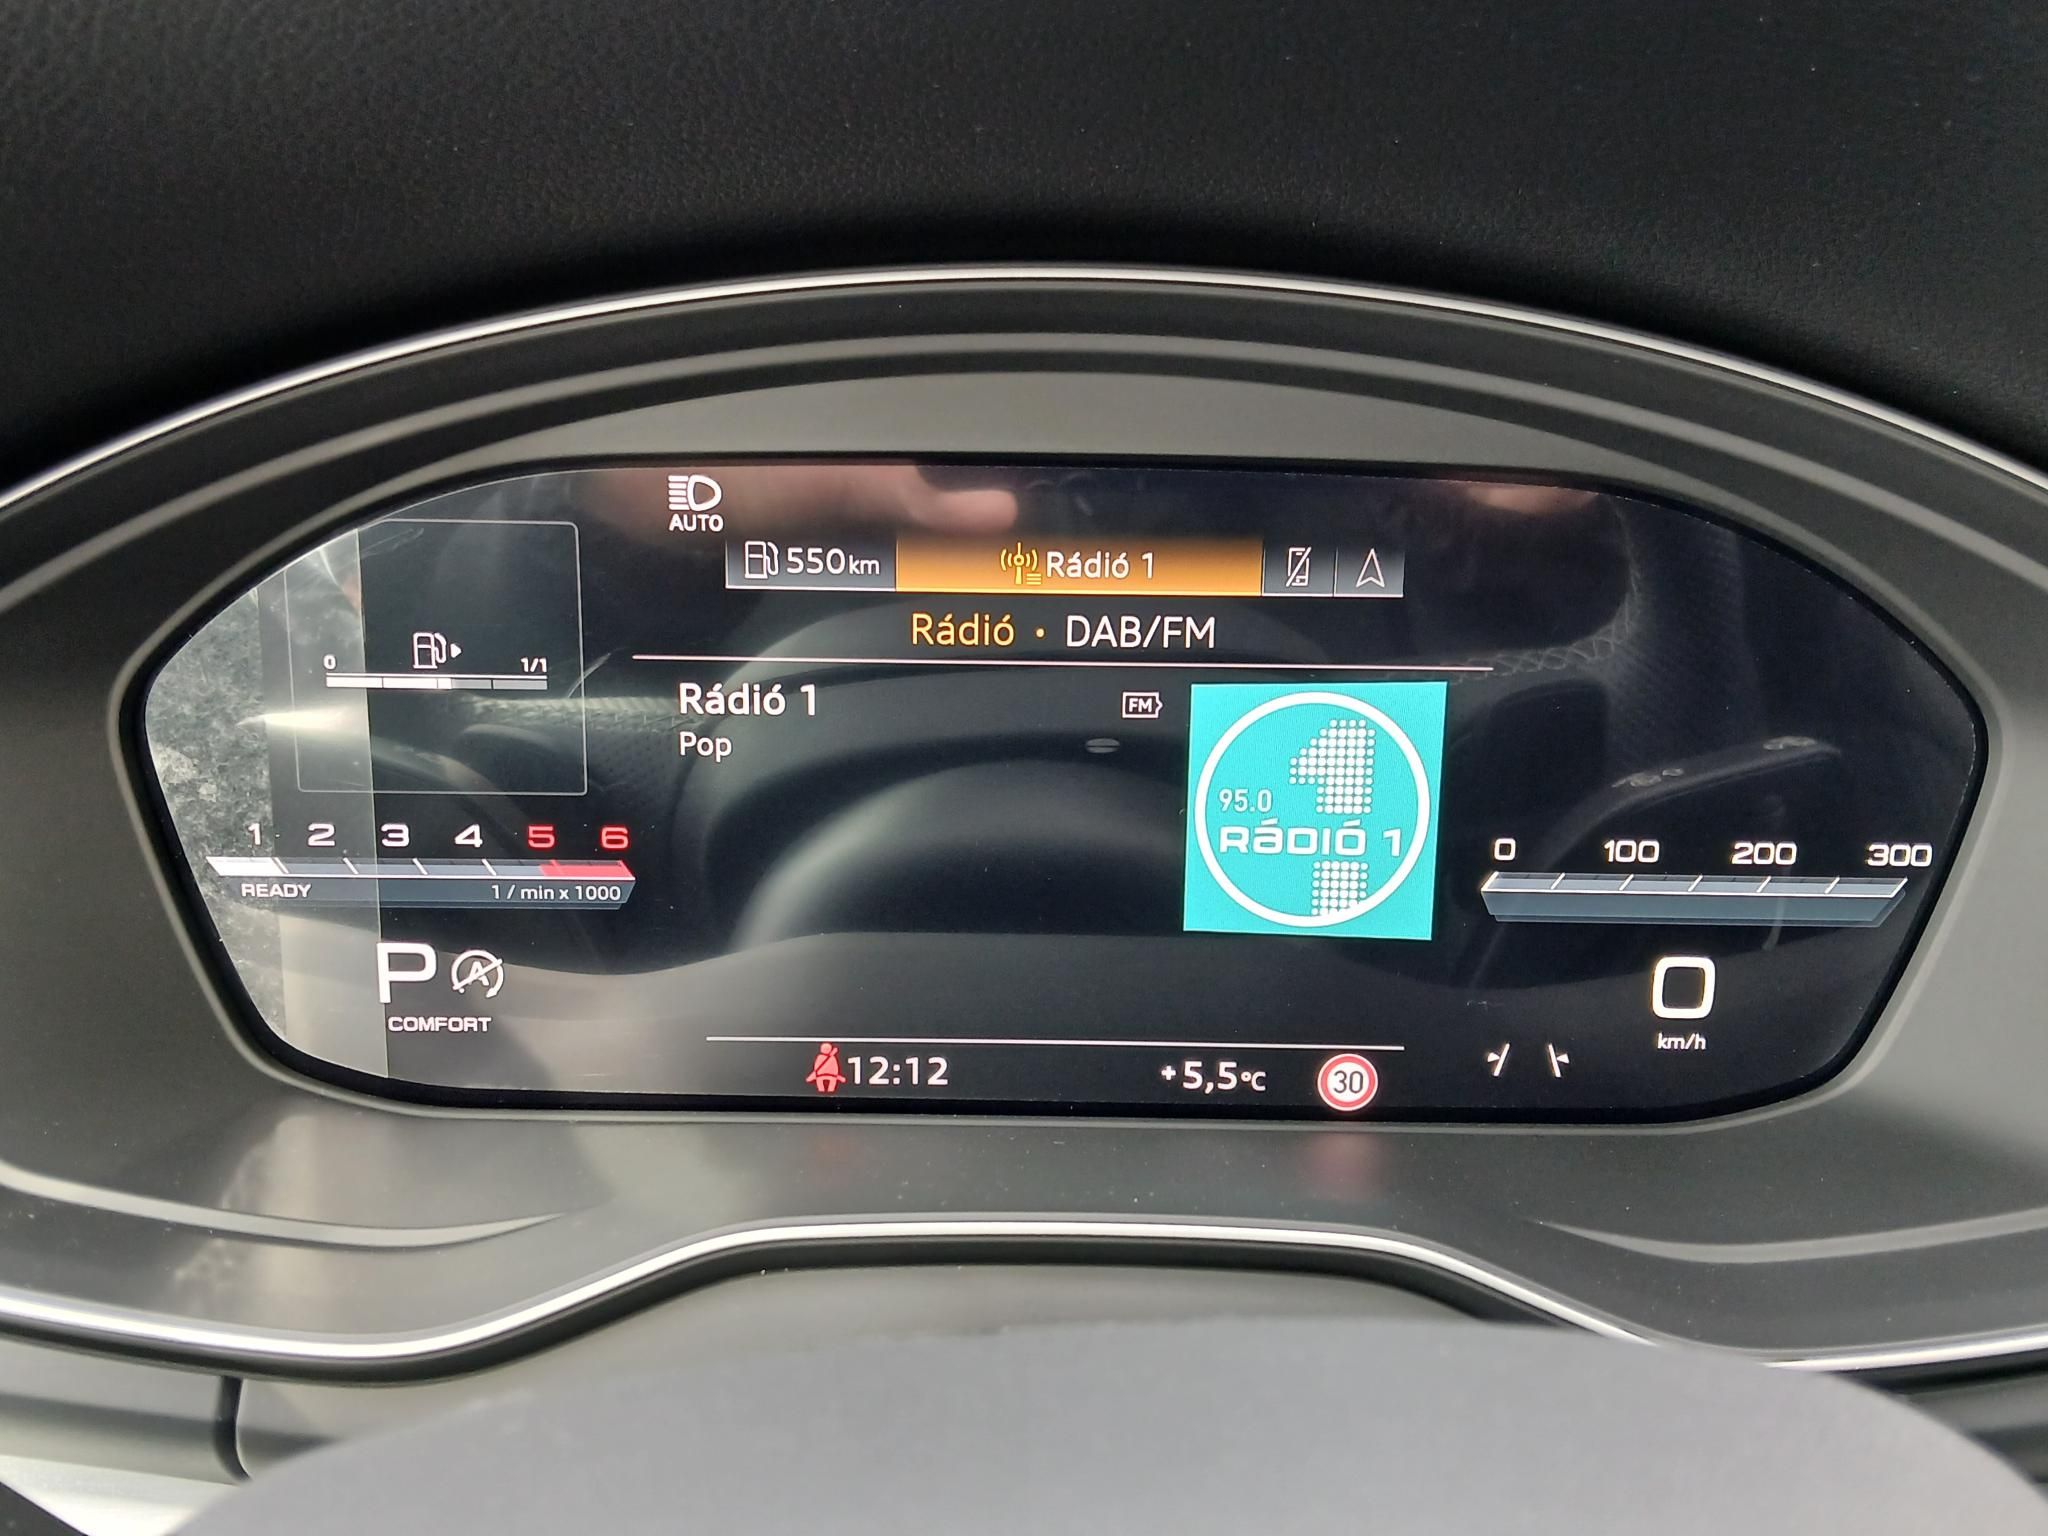 AUTO
550 km
Rádió 1
Rádió • DAB/FM
0 1/1
Rádió 1
FM
Pop
95.0
RÁDIÓ 1
1 2 3 4 5 6
READY 1 / min x 1000
0 100 200 300
P A
COMFORT
0
km/h
12:12 +5,5°C 30